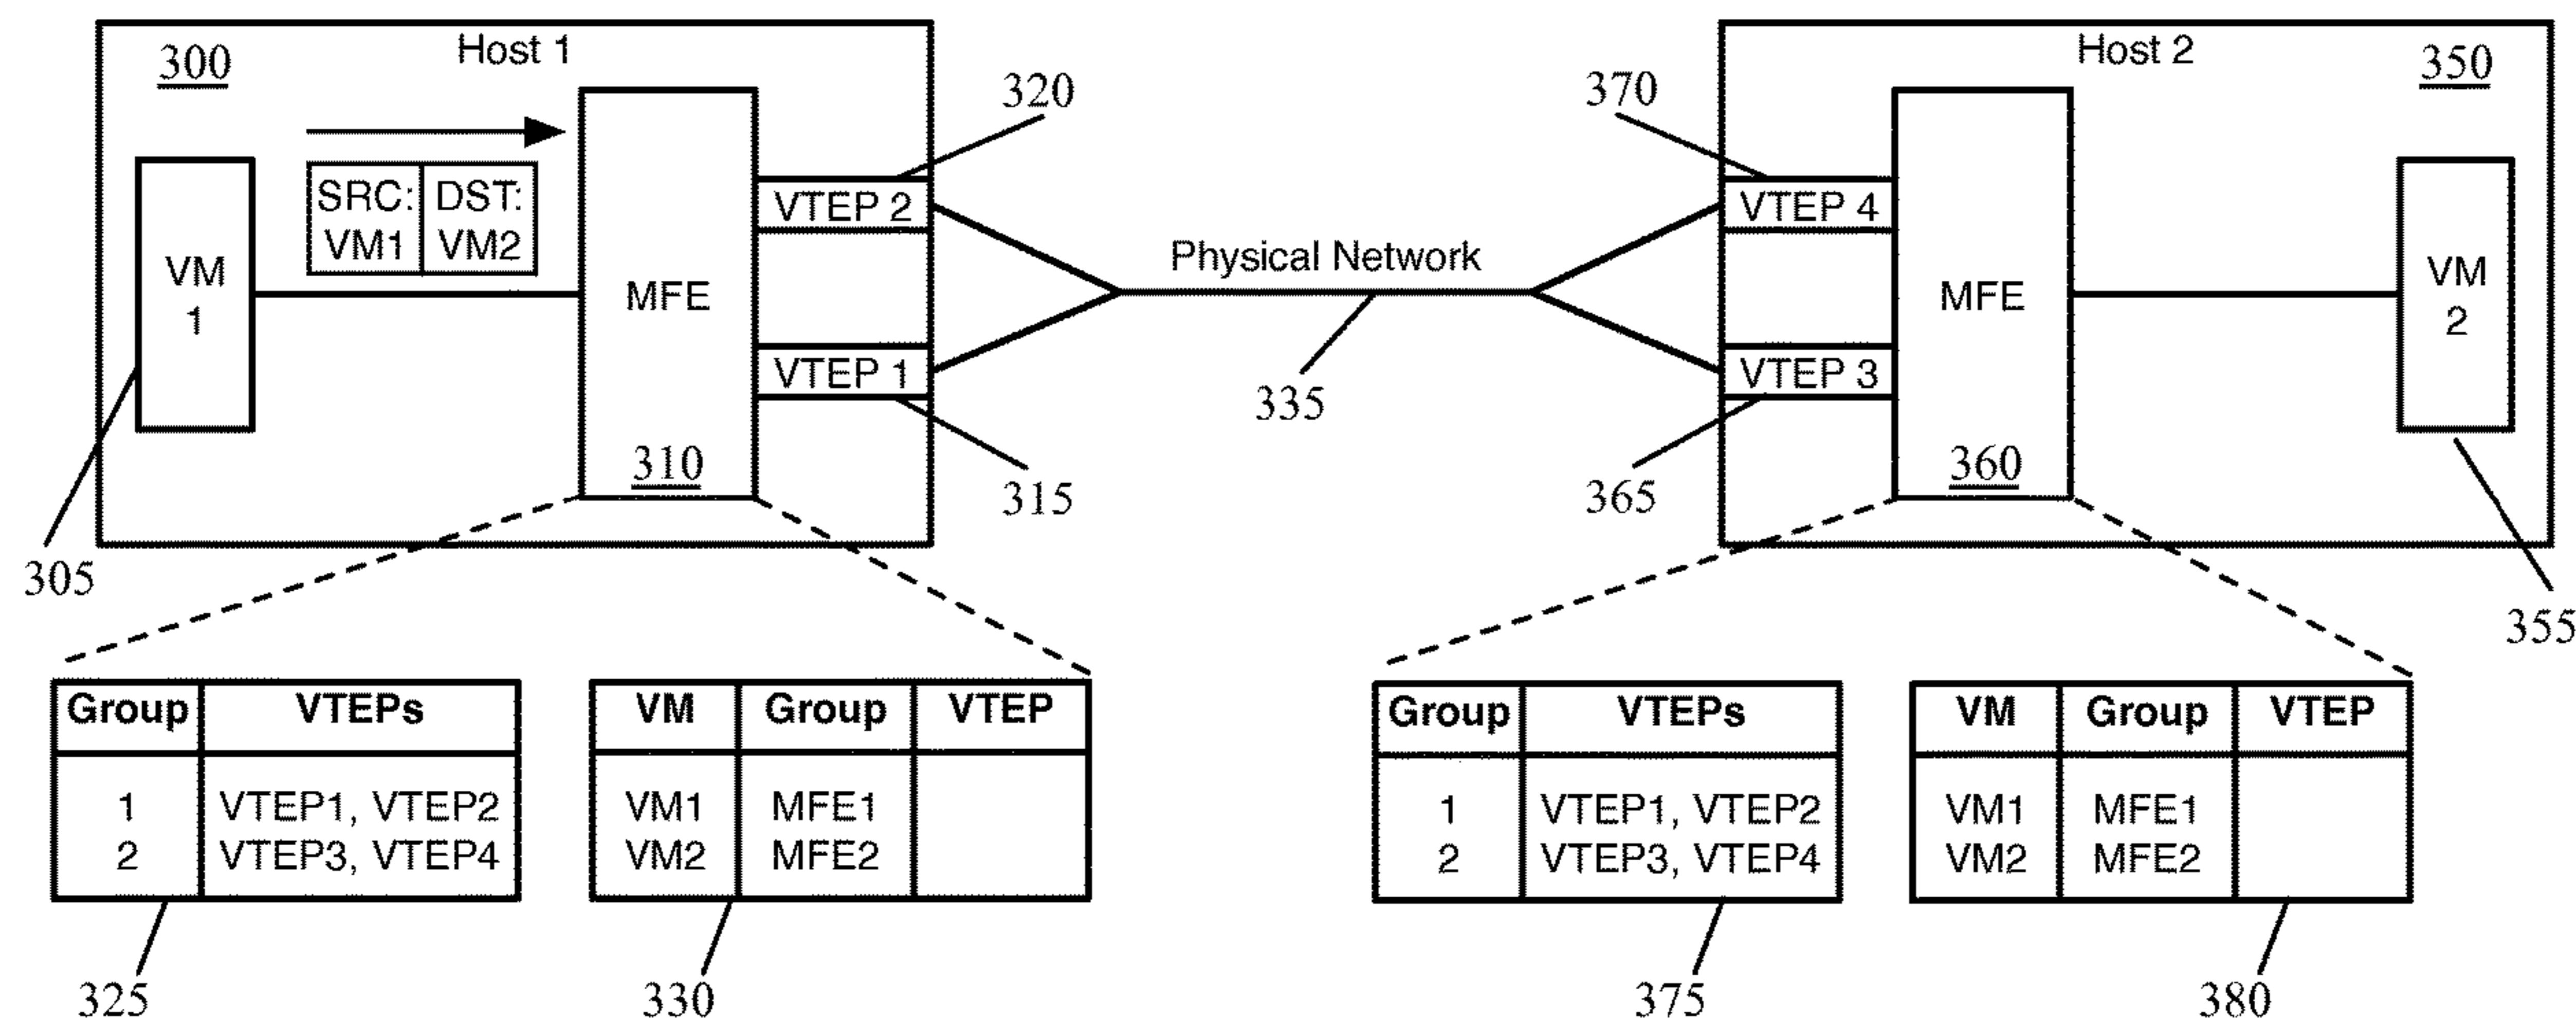 Host 1
300
320
SRC: DST:
VM1 VM2
VM
1
MFE
310
VTEP 2
VTEP 1
315
305
Physical Network
335
Host 2
350
370
VTEP 4
VTEP 3
365
MFE
360
VM
2
355
Group VTEPs
1 VTEP1, VTEP2
2 VTEP3, VTEP4
325
VM Group VTEP
VM1 MFE1
VM2 MFE2
330
Group VTEPs
1 VTEP1, VTEP2
2 VTEP3, VTEP4
375
VM Group VTEP
VM1 MFE1
VM2 MFE2
380